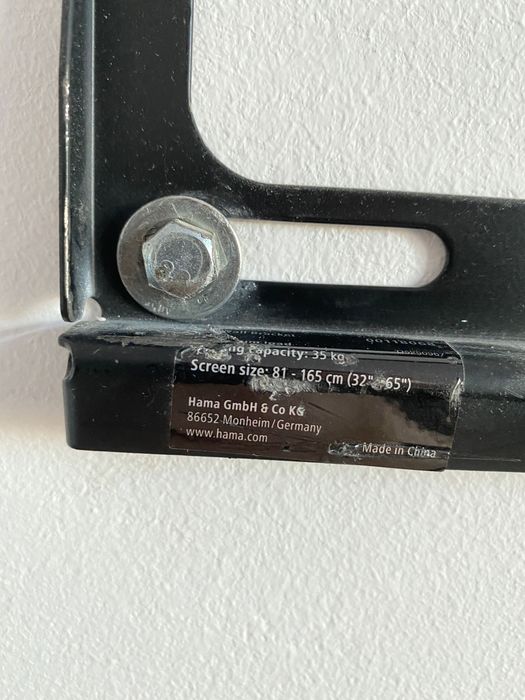 Capacity: 35 kg
Screen size: 81 - 165 cm (32" - 65")
Hama GmbH & Co KG
86652 Monheim/Germany
www.hama.com
Made in China